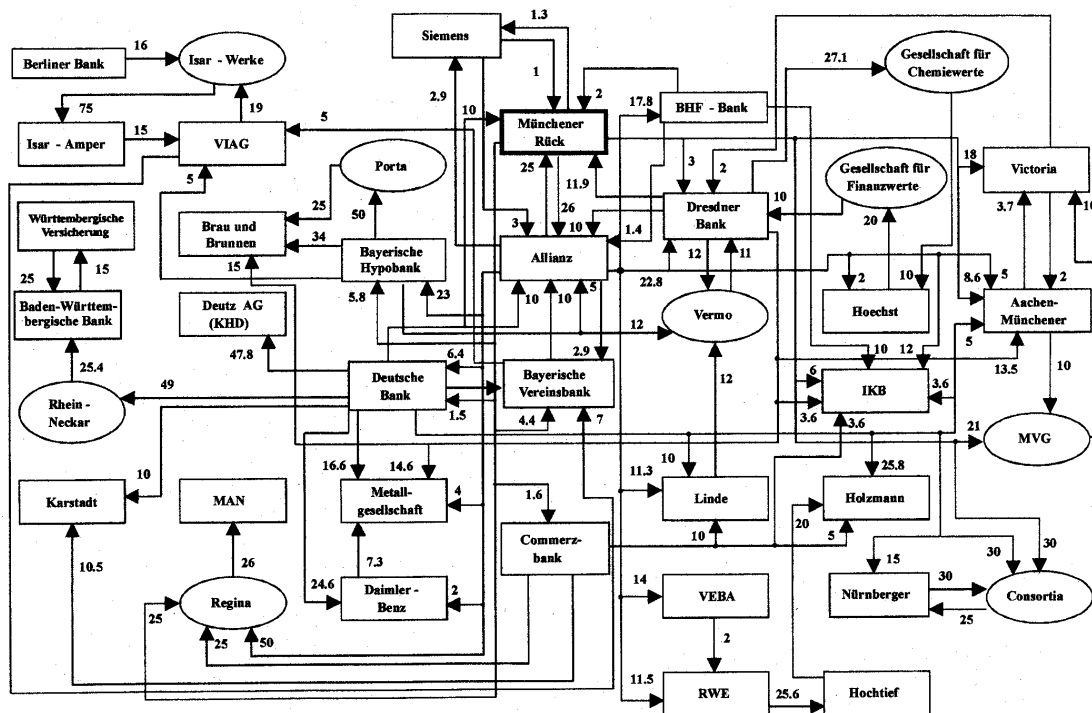 1.3
16
Siemens
Isar - Werke
Gesellschaft für
Chemiewerte
Berliner Bank
27.1
1
2.9
2
75
19
17.8
BHF - Bank
10
5
Münchener
Rück
Isar - Amper
15
VIAG
Porta
25
3
2
18
Victoria
Gesellschaft für
Finanzwerte
11.9
5
10
Württembergische
Versicherung
25
50
26
Dresdner
Bank
20
3.7
10
Brau und
Brunnen
34
3
10
1.4
Bayerische
Hypobank
Allianz
12
11
25
15
15
22.8
2
10
8.6
5
2
Baden-Württem-
bergische Bank
Deutz AG
(KHD)
5.8
23
10
10
5
Vermo
Hoechst
Aachen-
Münchener
12
47.8
2.9
10
12
5
25.4
6.4
13.5
10
49
Deutsche
Bank
Bayerische
Vereinsbank
12
6
IKB
3.6
Rhein -
Neckar
1.5
4.4
7
3.6
3.6
21
MVG
16.6
14.6
10
25.8
10
Karstadt
MAN
Metall-
gesellschaft
4
1.6
11.3
Linde
Holzmann
20
Commerz-
bank
10
5
10.5
26
7.3
30
30
15
24.6
14
30
Regina
Daimler -
Benz
2
VEBA
Nürnberger
Consortia
25
25
50
25
2
11.5
RWE
25.6
Hochtief